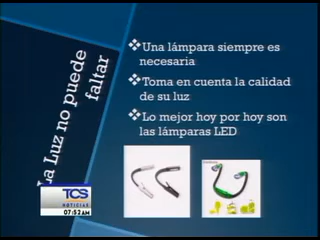 La Luz no puede
faltar
Una lámpara siempre es
necesaria
Toma en cuenta la calidad
de su luz
Lo mejor hoy por hoy son
las lámparas LED
TCS
NOTICIAS
07:52AM